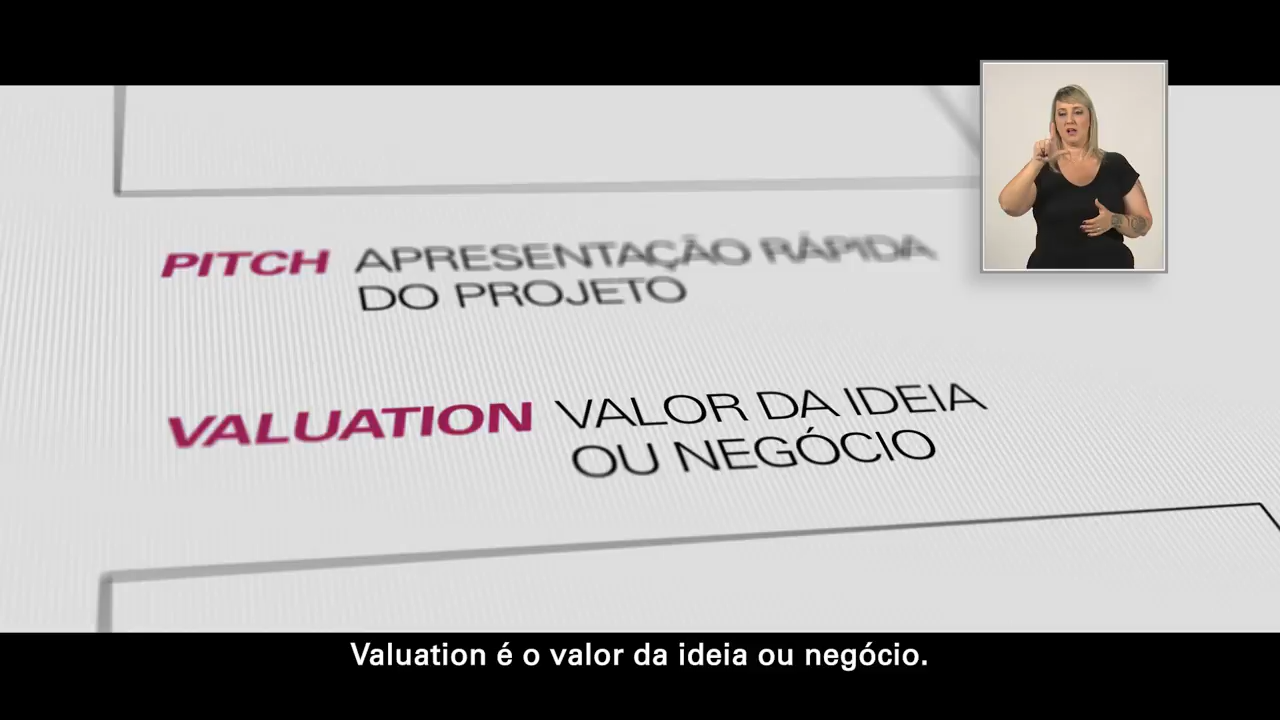 PITCH APRESENTAÇÃO RÁPIDA
DO PROJETO
VALUATION VALOR DA IDEIA
OU NEGÓCIO
Valuation é o valor da ideia ou negócio.